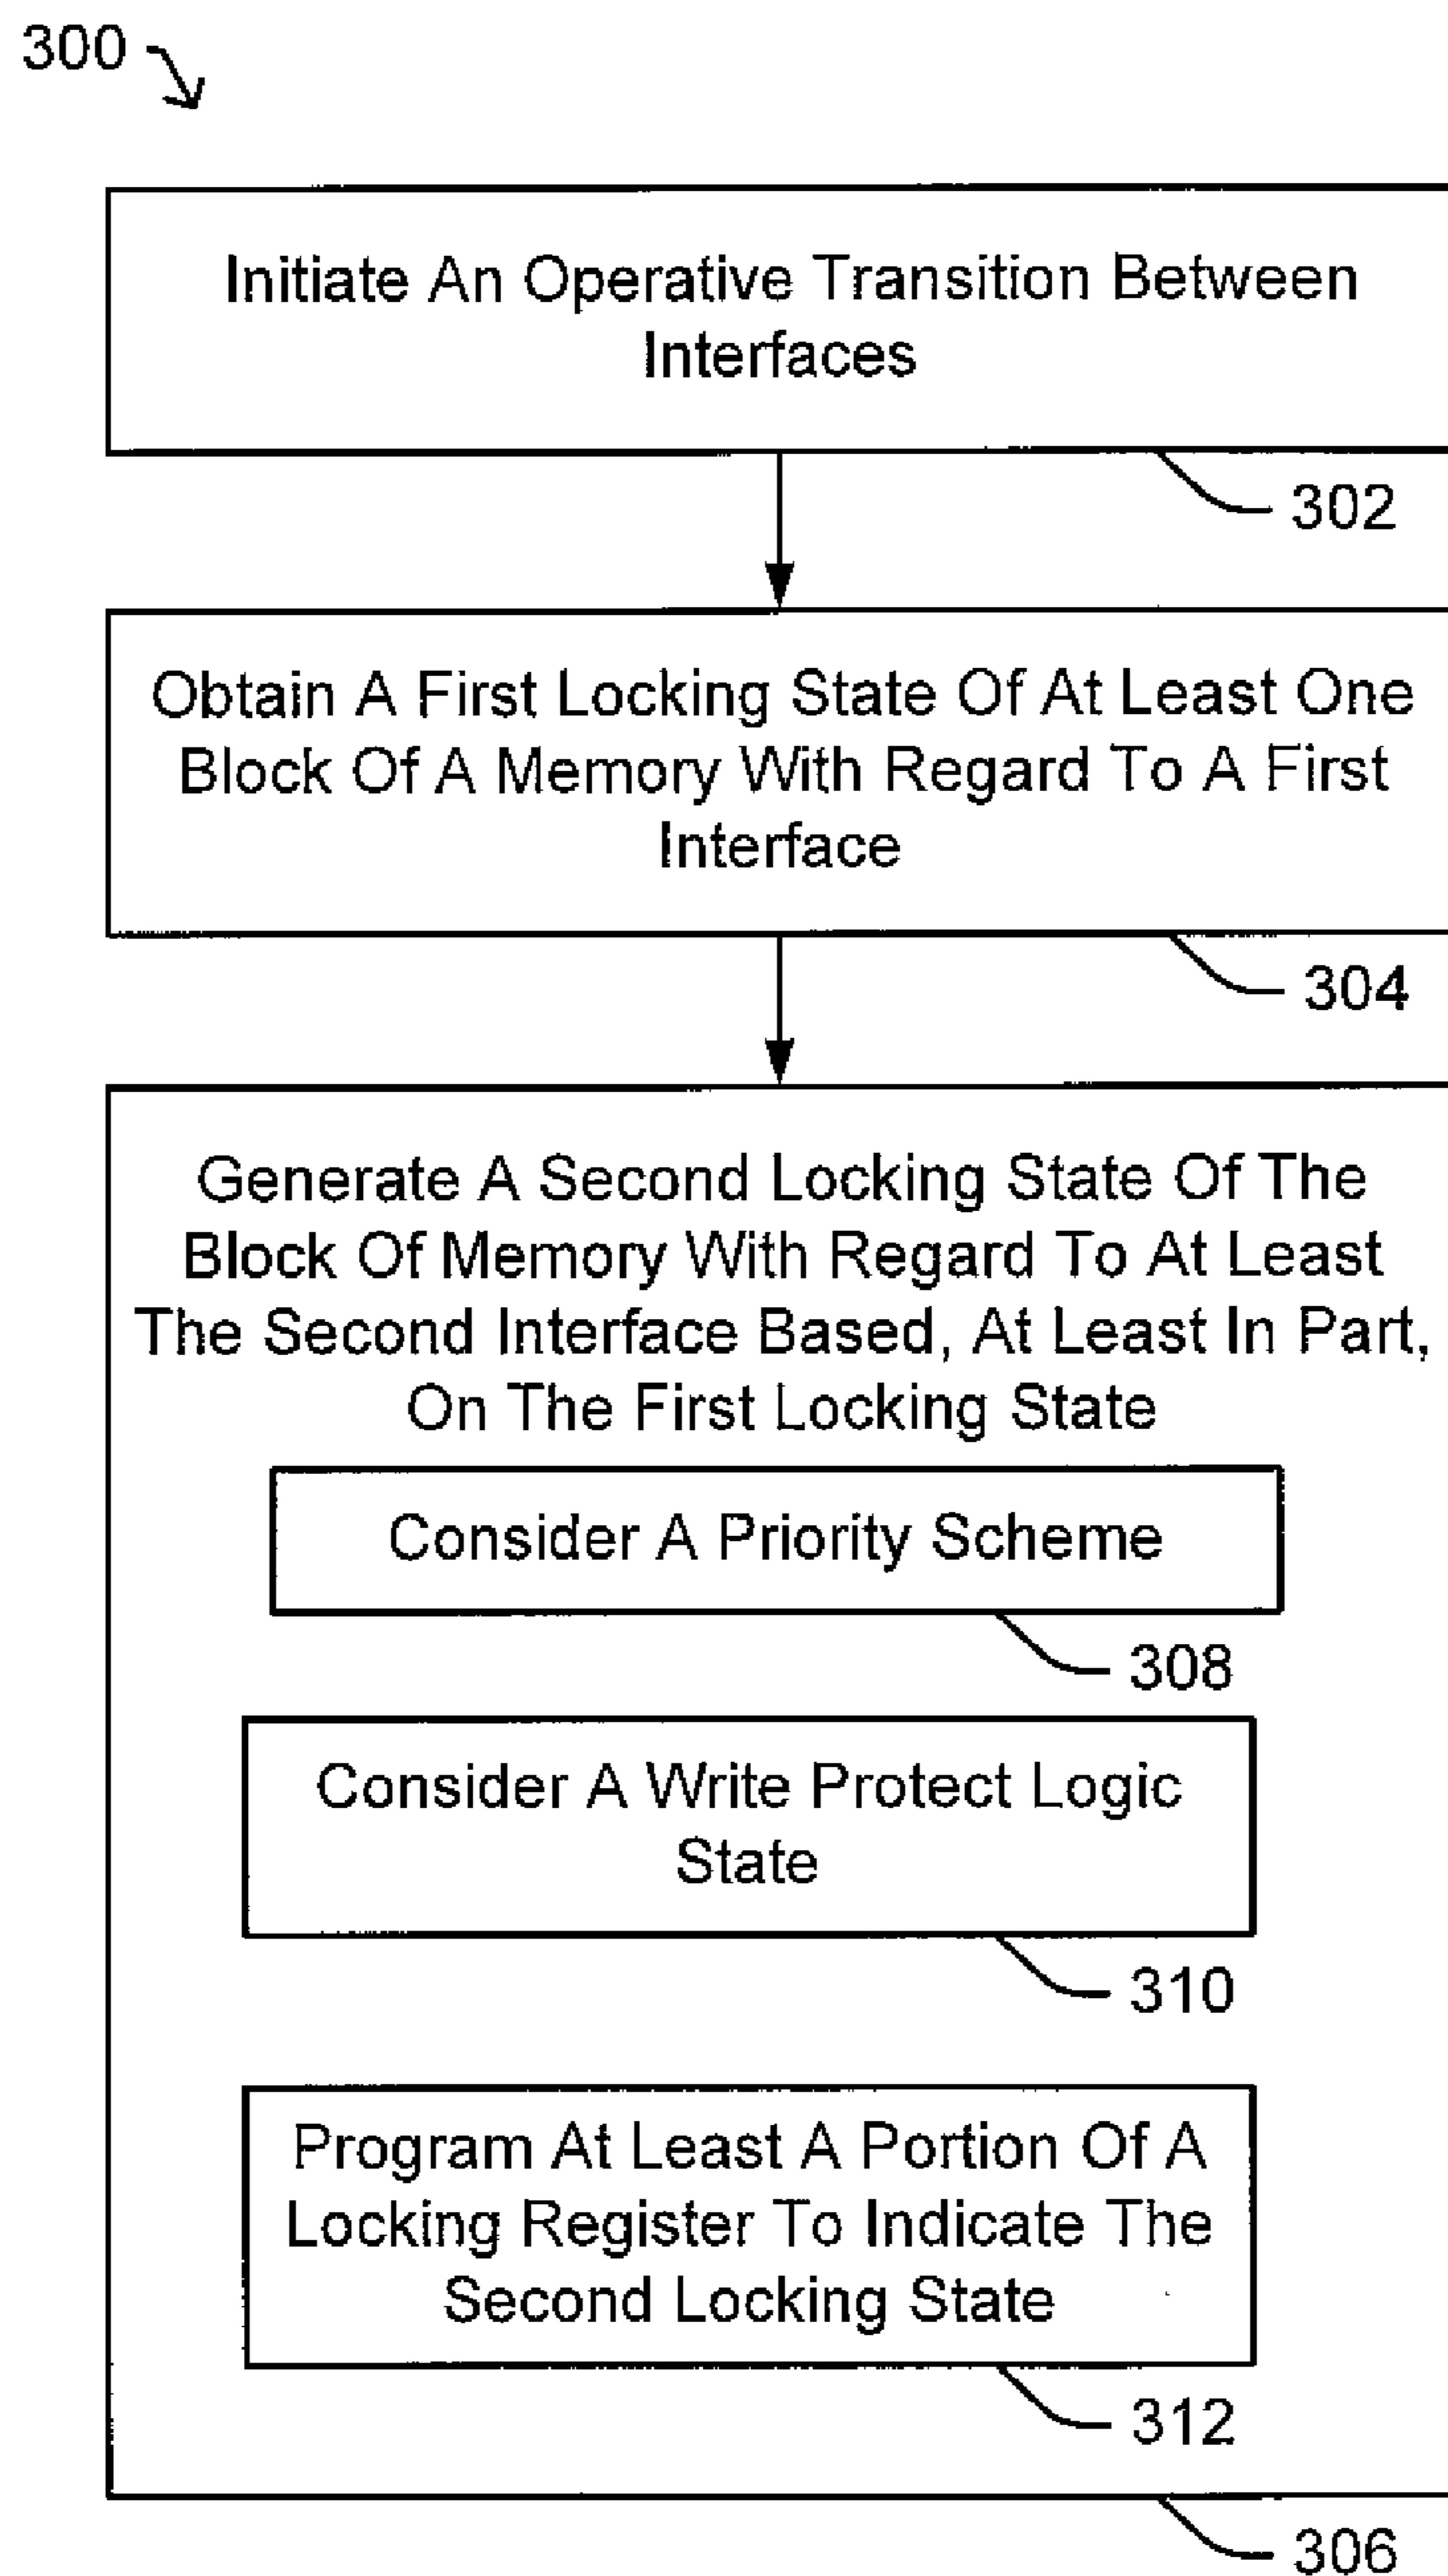 300
Initiate An Operative Transition Between
Interfaces
302
Obtain A First Locking State Of At Least One
Block Of A Memory With Regard To A First
Interface
304
Generate A Second Locking State Of The
Block Of Memory With Regard To At Least
The Second Interface Based, At Least In Part,
On The First Locking State
Consider A Priority Scheme
308
Consider A Write Protect Logic
State
310
Program At Least A Portion Of A
Locking Register To Indicate The
Second Locking State
312
306